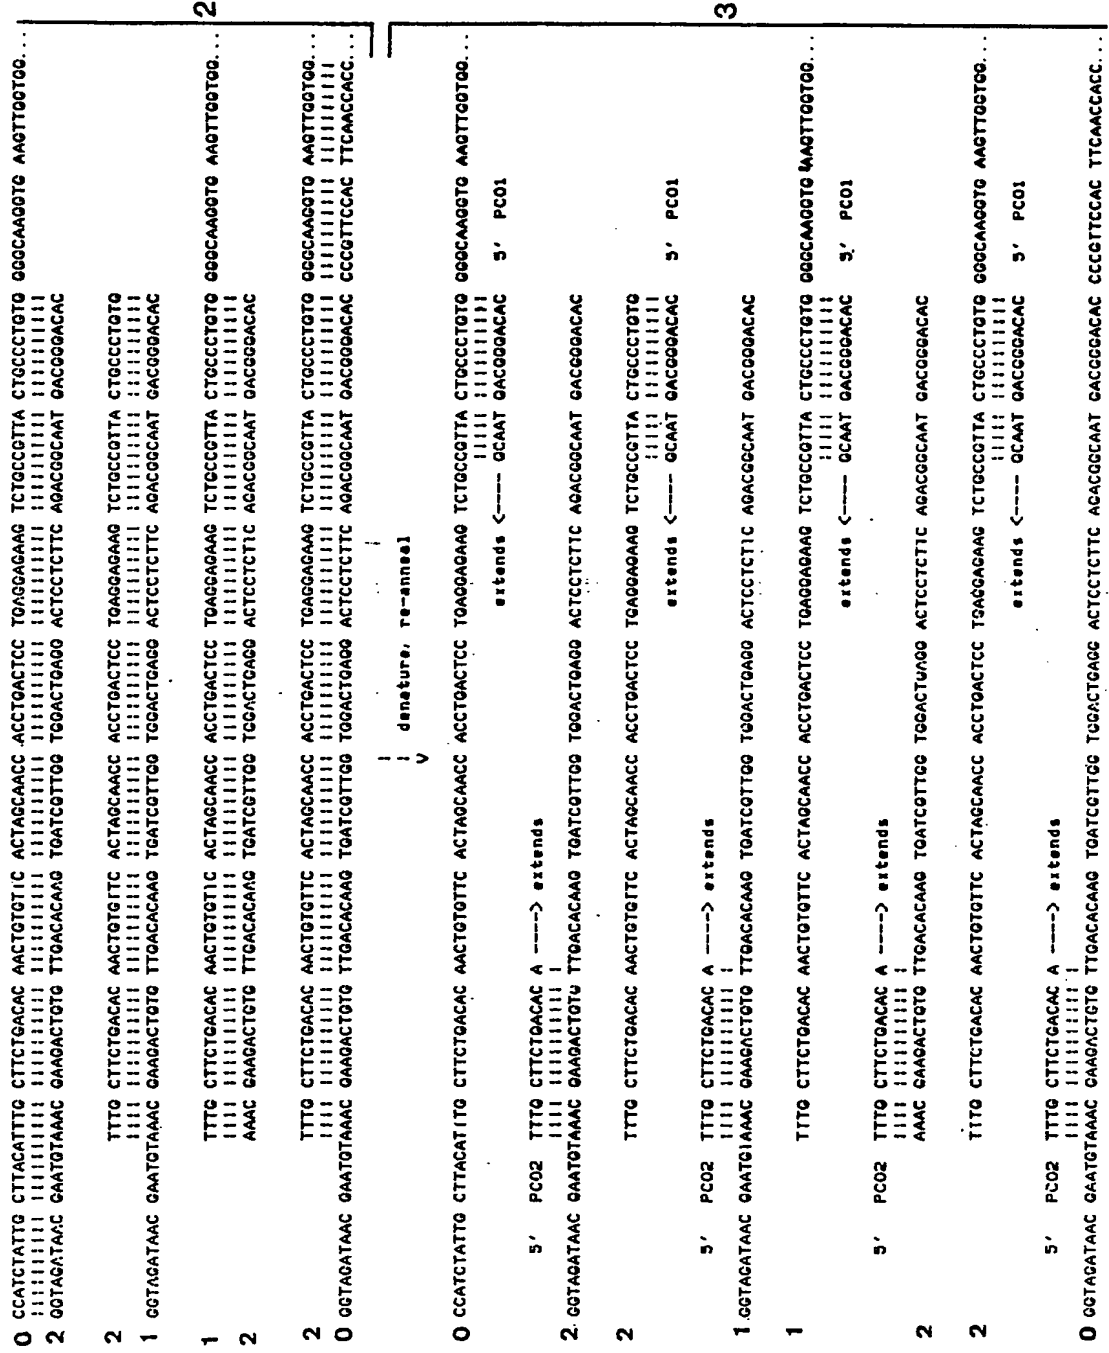 0 CCATCTATTG CTTACATTTG CTTCTGACAC AACTGTGTTC ACTAGCAACC ACCTGACTCC TGAGGAGAAG TCTGCCGTTA CTGCCCTGTG GGGCAAGGTG AAGTTGGTGG...
2 GGTAGATAAC GAATGTAAAC GAAGACTGTG TTGACACAAG TGATCGTTGG TGGACTGAGG ACTCCTCTTC AGACGGCAAT GACGGGACAC
2 TTTG CTTCTGACAC AACTGTGTTC ACTAGCAACC ACCTGACTCC TGAGGAGAAG TCTGCCGTTA CTGCCCTGTG
1 GGTAGATAAC GAATGTAAAC GAAGACTGTG TTGACACAAG TGATCGTTGG TGGACTGAGG ACTCCTCTTC AGACGGCAAT GACGGGACAC
1 TTTG CTTCTGACAC AACTGTGTTC ACTAGCAACC ACCTGACTCC TGAGGAGAAG TCTGCCGTTA CTGCCCTGTG GGGCAAGGTG AAGTTGGTGG...
2 AAAC GAAGACTGTG TTGACACAAG TGATCGTTGG TGGACTGAGG ACTCCTCTTC AGACGGCAAT GACGGGACAC
2
2 TTTG CTTCTGACAC AACTGTGTTC ACTAGCAACC ACCTGACTCC TGAGGAGAAG TCTGCCGTTA CTGCCCTGTG GGGCAAGGTG AAGTTGGTGG...
0 GGTAGATAAC GAATGTAAAC GAAGACTGTG TTGACACAAG TGATCGTTGG TGGACTGAGG ACTCCTCTTC AGACGGCAAT GACGGGACAC CCCGTTCCAC TTCAACCACC...
denature, re-anneal
0 CCATCTATTG CTTACATTTG CTTCTGACAC AACTGTGTTC ACTAGCAACC ACCTGACTCC TGAGGAGAAG TCTGCCGTTA CTGCCCTGTG GGGCAAGGTG AAGTTGGTGG...
extends <---- GCAAT GACGGGACAC 5' PCO1
5' PCO2 TTTG CTTCTGACAC A ----> extends
2 GGTAGATAAC GAATGTAAAC GAAGACTGTG TTGACACAAG TGATCGTTGG TGGACTGAGG ACTCCTCTTC AGACGGCAAT GACGGGACAC
2 TTTG CTTCTGACAC AACTGTGTTC ACTAGCAACC ACCTGACTCC TGAGGAGAAG TCTGCCGTTA CTGCCCTGTG
extends <---- GCAAT GACGGGACAC 5' PCO1
3
5' PCO2 TTTG CTTCTGACAC A ----> extends
1 GGTAGATAAC GAATGTAAAC GAAGACTGTG TTGACACAAG TGATCGTTGG TGGACTGAGG ACTCCTCTTC AGACGGCAAT GACGGGACAC
1 TTTG CTTCTGACAC AACTGTGTTC ACTAGCAACC ACCTGACTCC TGAGGAGAAG TCTGCCGTTA CTGCCCTGTG GGGCAAGGTG AAGTTGGTGG...
extends <---- GCAAT GACGGGACAC 5' PCO1
5' PCO2 TTTG CTTCTGACAC A ----> extends
2 AAAC GAAGACTGTG TTGACACAAG TGATCGTTGG TGGACTGAGG ACTCCTCTTC AGACGGCAAT GACGGGACAC
2 TTTG CTTCTGACAC AACTGTGTTC ACTAGCAACC ACCTGACTCC TGAGGAGAAG TCTGCCGTTA CTGCCCTGTG GGGCAAGGTG AAGTTGGTGG...
extends <---- GCAAT GACGGGACAC 5' PCO1
5' PCO2 TTTG CTTCTGACAC A ----> extends
0 GGTAGATAAC GAATGTAAAC GAAGACTGTG TTGACACAAG TGATCGTTGG TGGACTGAGG ACTCCTCTTC AGACGGCAAT GACGGGACAC CCCGTTCCAC TTCAACCACC...